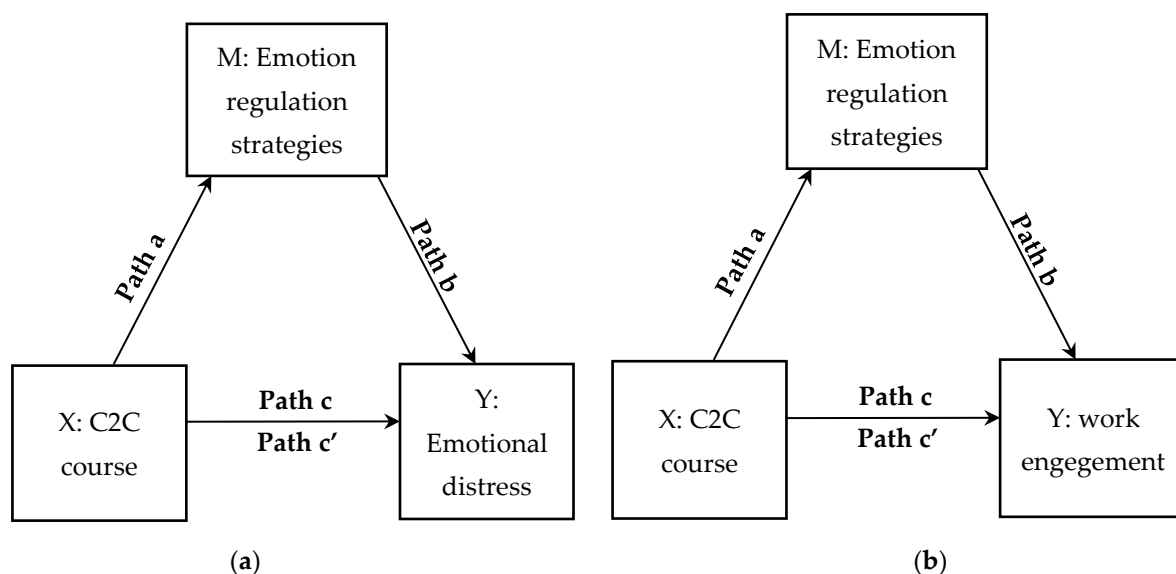 M: Emotion
regulation
strategies
Path a
Path b
X: C2C
course
Path c
Path c’
Y:
Emotional
distress
(a)
M: Emotion
regulation
strategies
Path a
Path b
X: C2C
course
Path c
Path c’
Y: work
engegement
(b)